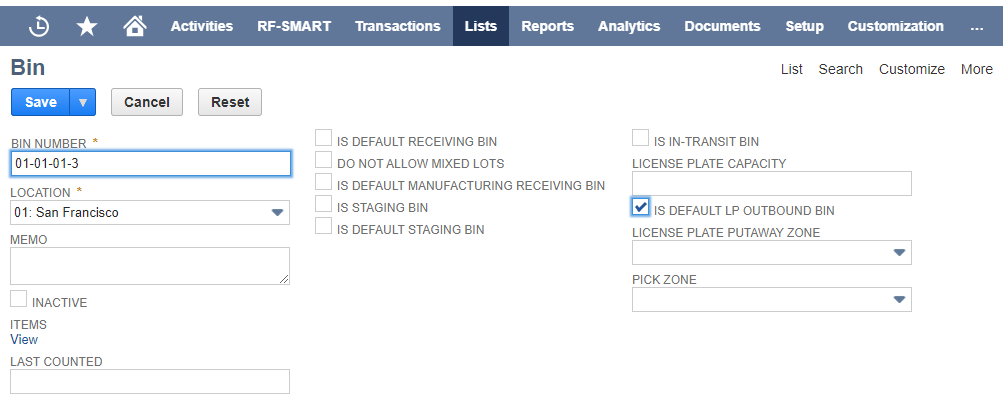 Activities RF-SMART Transactions Lists Reports Analytics Documents Setup Customization ...
Bin
List Search Customize More
Save Cancel Reset
BIN NUMBER *
01-01-01-3
LOCATION *
01: San Francisco
MEMO
INACTIVE
ITEMS
View
LAST COUNTED
IS DEFAULT RECEIVING BIN
DO NOT ALLOW MIXED LOTS
IS DEFAULT MANUFACTURING RECEIVING BIN
IS STAGING BIN
IS DEFAULT STAGING BIN
IS IN-TRANSIT BIN
LICENSE PLATE CAPACITY
IS DEFAULT LP OUTBOUND BIN
LICENSE PLATE PUTAWAY ZONE
PICK ZONE